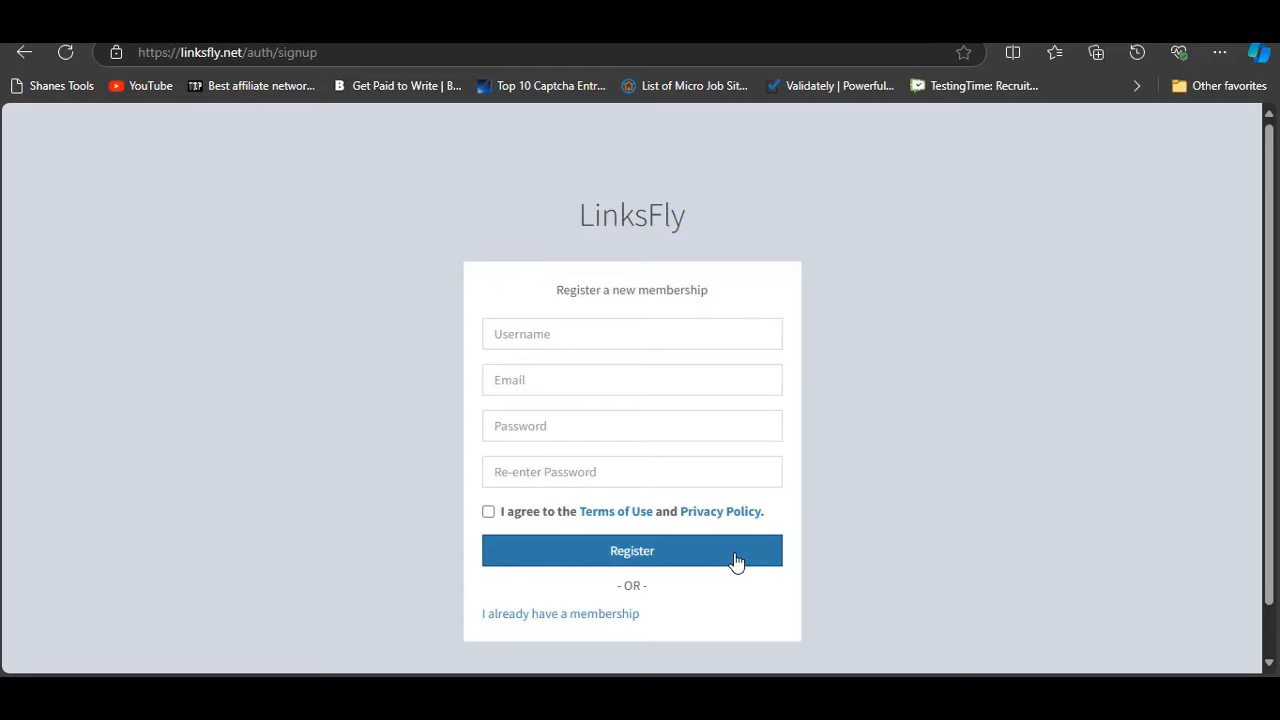 https://linksfly.net/auth/signup
Shanes Tools
YouTube
Best affiliate networ...
B Get Paid to Write | B...
Top 10 Captcha Entr...
List of Micro Job Sit...
Validately | Powerful...
TestingTime: Recruit...
Other favorites
LinksFly
Register a new membership
Username
Email
Password
Re-enter Password
I agree to the Terms of Use and Privacy Policy.
Register
- OR -
I already have a membership